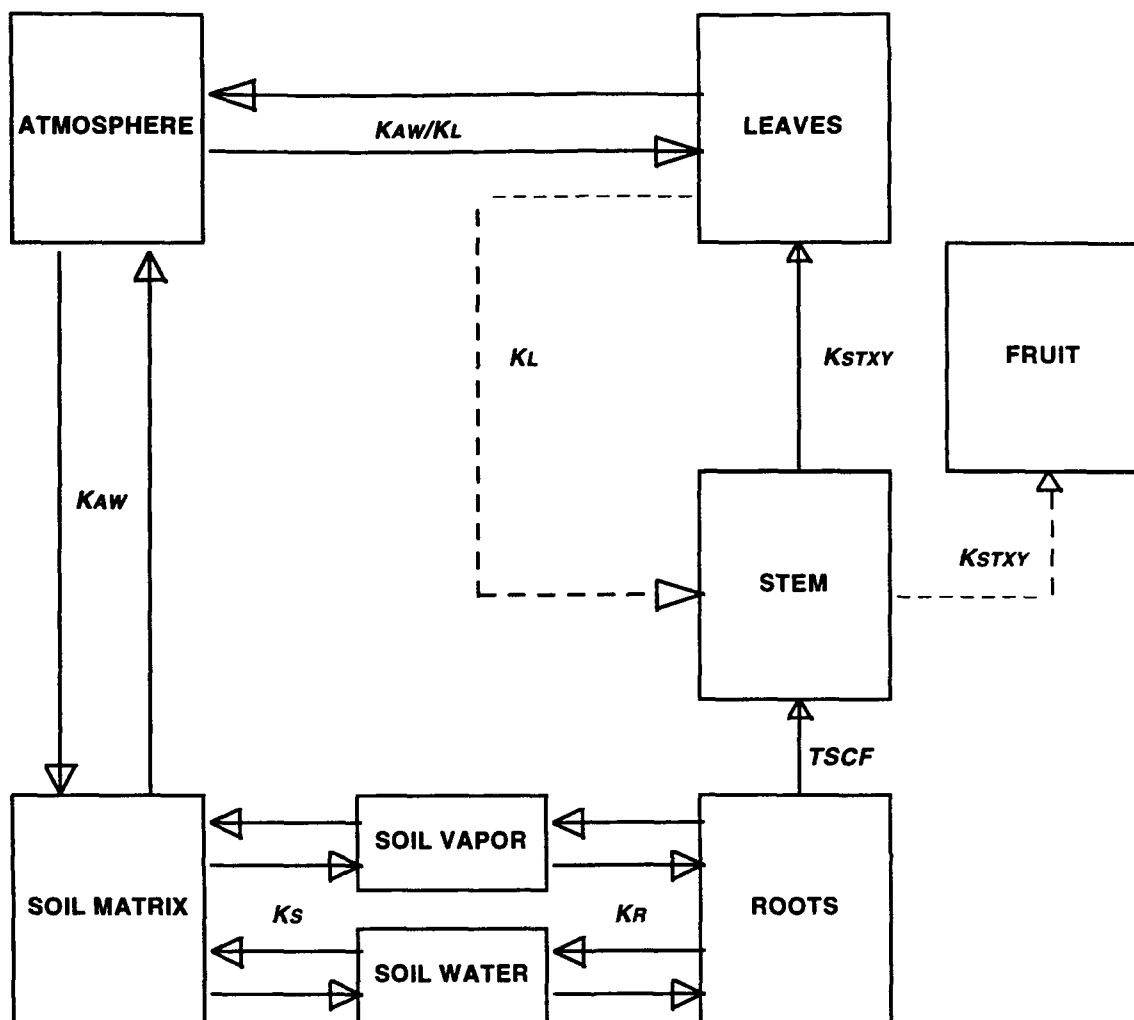 ATMOSPHERE
KAW/KL
LEAVES
KL
KSTXY
FRUIT
KAW
STEM
KSTXY
TSCF
SOIL VAPOR
SOIL MATRIX
KS
KR
ROOTS
SOIL WATER